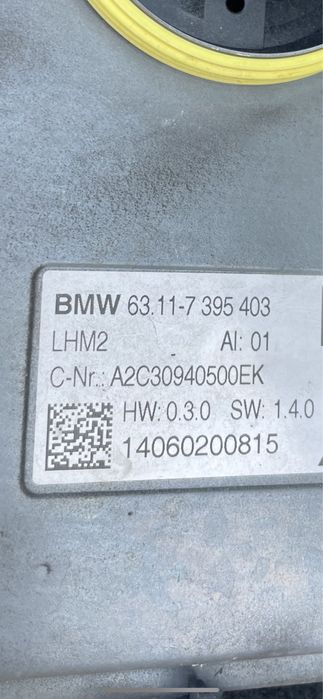 BMW 63.11-7 395 403
LHM2 AI: 01
C-Nr.: A2C30940500EK
HW: 0.3.0 SW: 1.4.0
14060200815